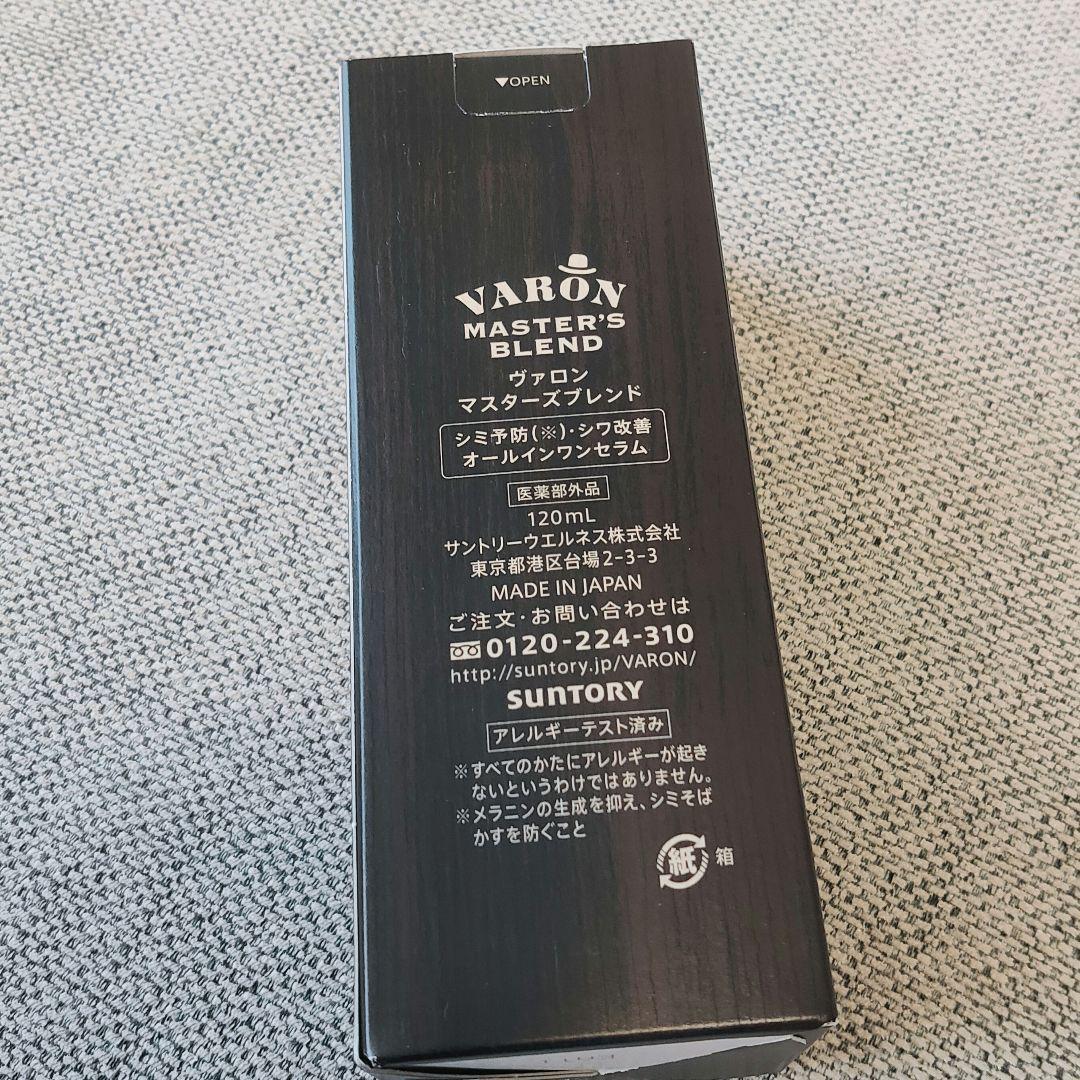 ▼OPEN
VARON
MASTER'S
BLEND
ヴァロン
マスターズブレンド
シミ予防(※)・シワ改善
オールインワンセラム
医薬部外品
120mL
サントリーウエルネス株式会社
東京都港区台場2-3-3
MADE IN JAPAN
ご注文・お問い合わせは
0120-224-310
http://suntory.jp/VARON/
SUNTORY
アレルギーテスト済み
※すべてのかたにアレルギーが起き
ないというわけではありません。
※メラニンの生成を抑え、シミそば
かすを防ぐこと
紙 箱